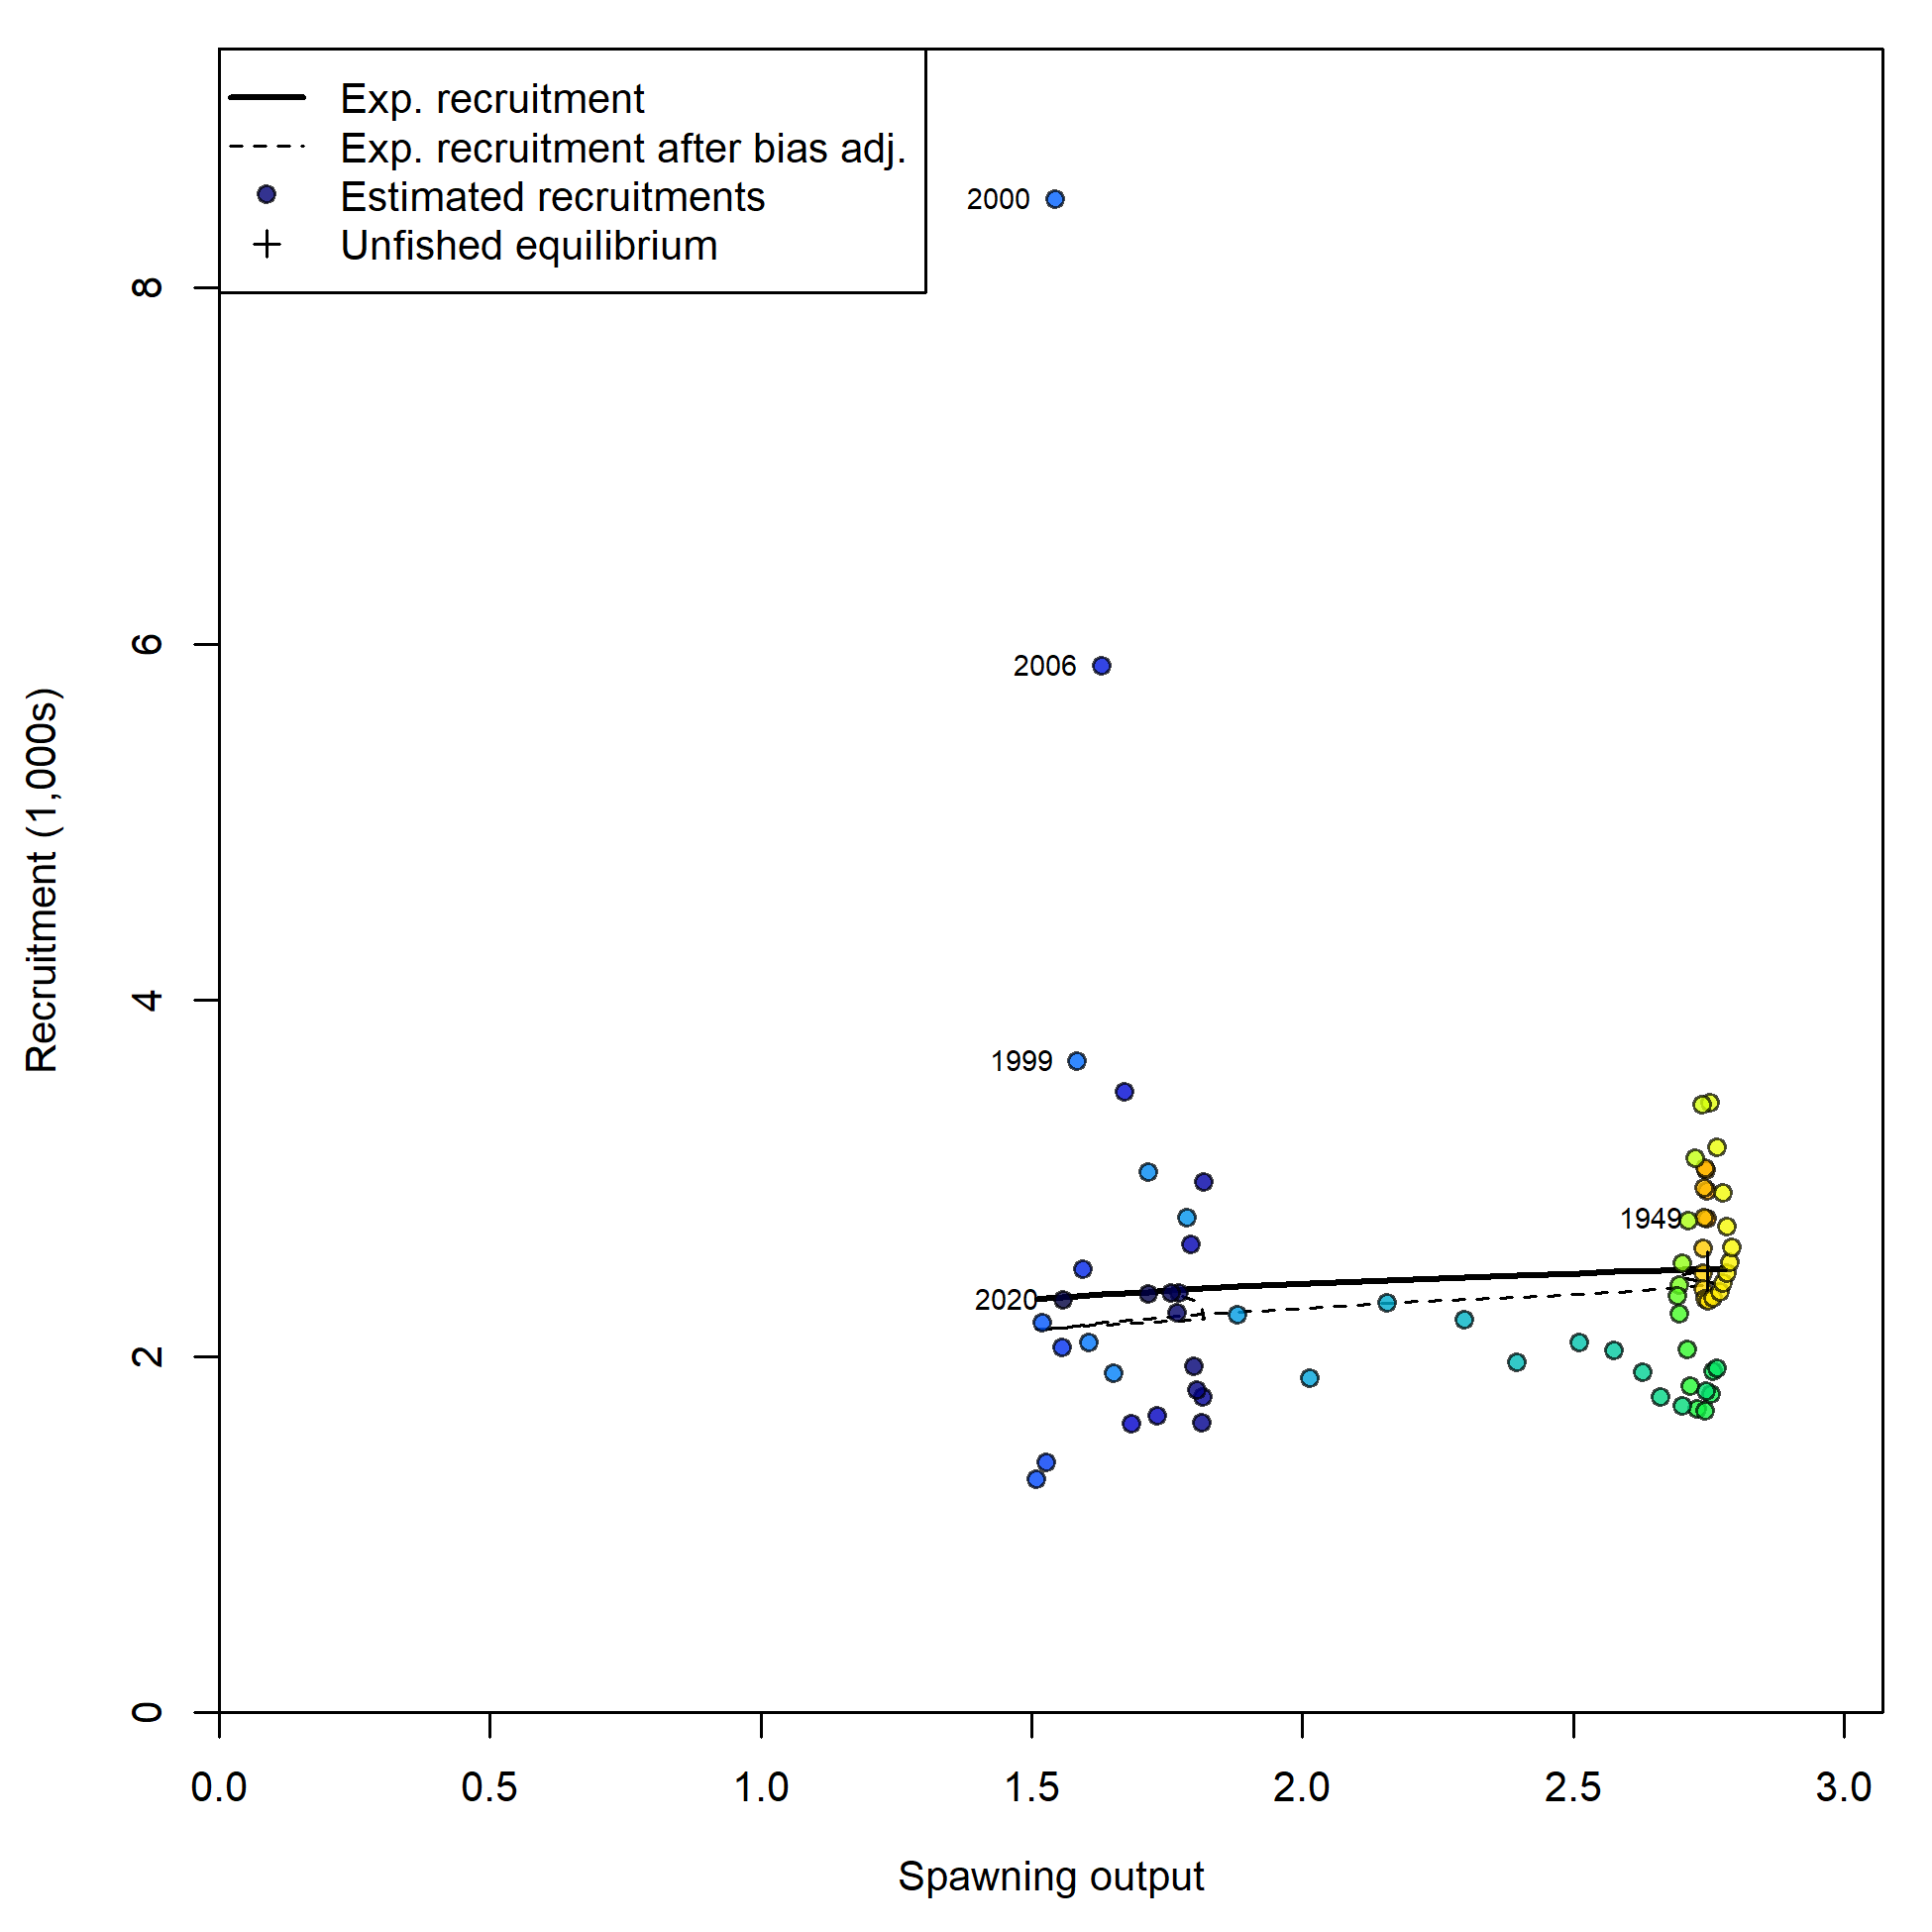 Exp. recruitment
Exp. recruitment after bias adj.
Estimated recruitments
Unfished equilibrium
2000
2006
1999
1949
2020
Recruitment (1,000s)
8
6
4
2
0
0.0 0.5 1.0 1.5 2.0 2.5 3.0
Spawning output